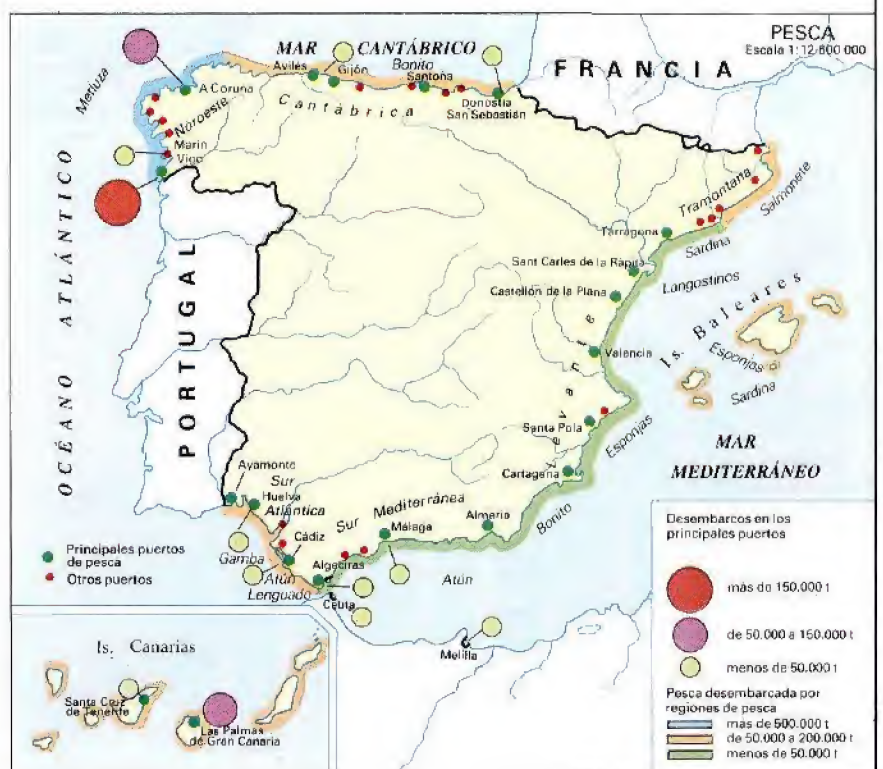 PESCA
Escala 1:12 600 000
MAR CANTÁBRICO
Avilés
Gijón
Bonito
Santoña
FRANCIA
A Coruna
Merluza
Cantábrica
Donostia
San Sebastián
Noroeste
Marín
Vigo
OCÉANO ATLÁNTICO
PORTUGAL
Tramontana
Salmonete
Tarragona
Sardina
Sant Carles de la Ràpita
Langostinos
Castellón de la Plana
Is. Baleares
Valencia
Levante
Esponjas
Sardina
Santa Pola
Esponjas
MAR
MEDITERRÁNEO
Cartagena
Bonito
Ayamonte
Sur
Huelva
Atlántica
Sur Mediterránea
Almería
Málaga
Cádiz
Gamba
Atún
Algeciras
Lenguado
Atún
Ceuta
Melilla
Principales puertos
de pesca
Otros puertos
Is. Canarias
Santa Cruz
de Tenerife
Las Palmas
de Gran Canaria
Desembarcos en los
principales puertos
más de 150.000 t
de 50.000 a 150.000 t
menos de 50.000 t
Pesca desembarcada por
regiones de pesca
más de 500.000 t
de 50.000 a 200.000 t
menos de 50.000 t